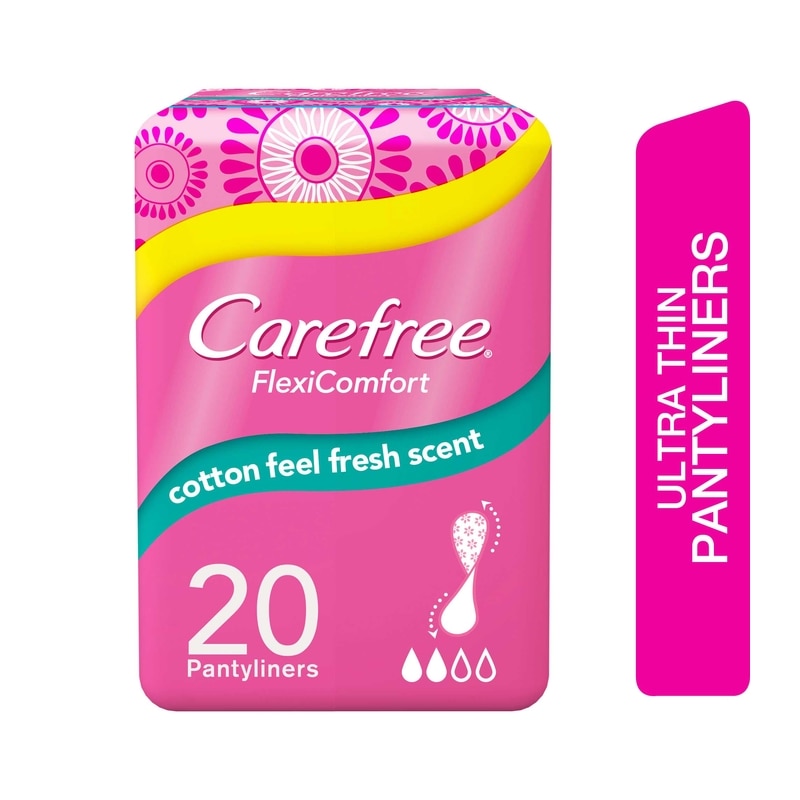 Carefree®
FlexiComfort
cotton feel fresh scent
20
Pantyliners
ULTRA THIN
PANTYLINERS